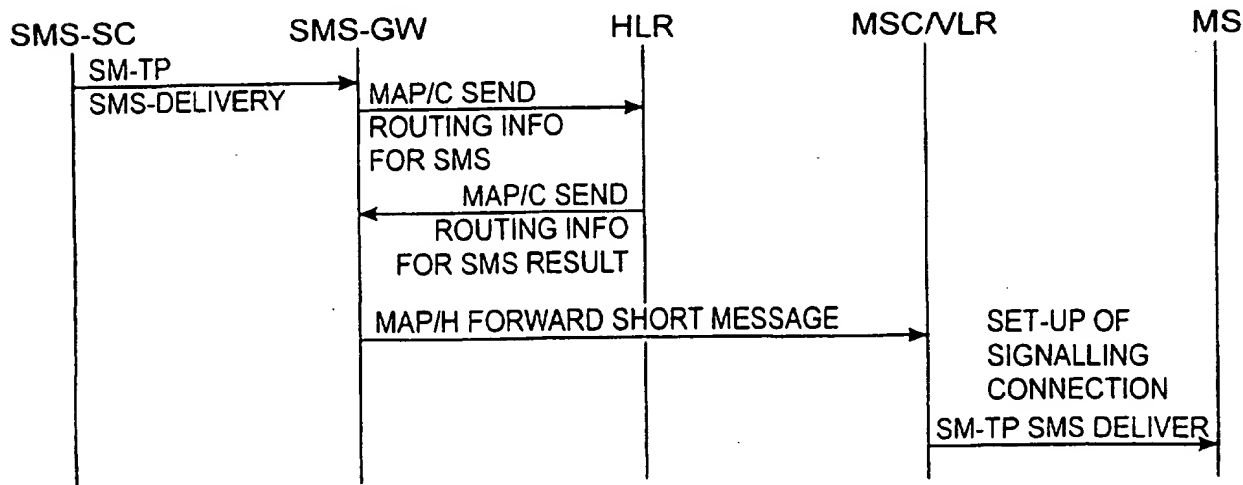 SMS-SC SMS-GW HLR MSC/VLR MS
SM-TP
SMS-DELIVERY
MAP/C SEND
ROUTING INFO
FOR SMS
MAP/C SEND
ROUTING INFO
FOR SMS RESULT
MAP/H FORWARD SHORT MESSAGE
SET-UP OF
SIGNALLING
CONNECTION
SM-TP SMS DELIVER